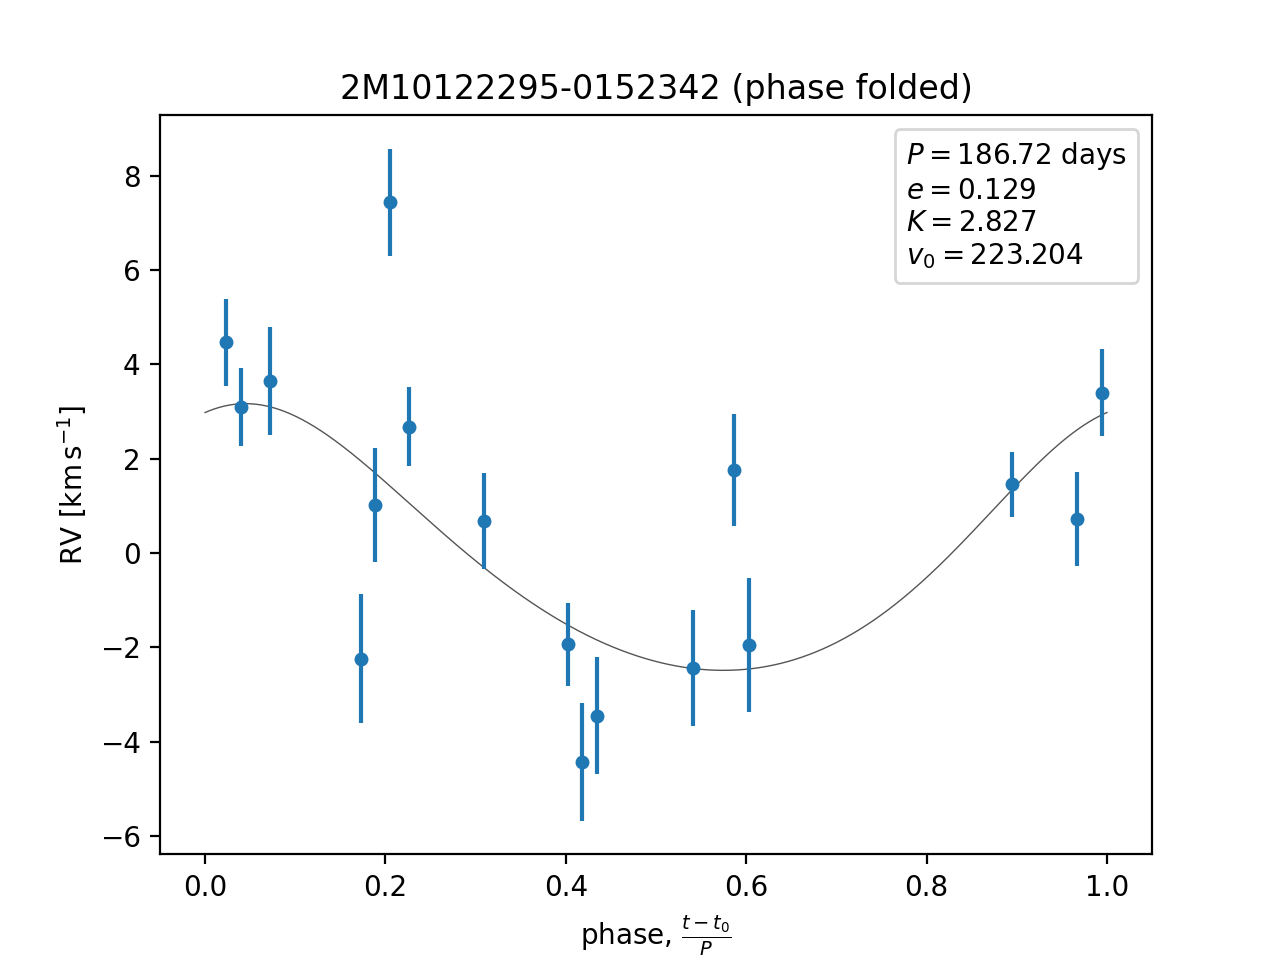 2M10122295-0152342 (phase folded)
P = 186.72 days
e = 0.129
K = 2.827
v₀ = 223.204
RV [km s⁻¹]
8
6
4
2
0
−2
−4
−6
0.0 0.2 0.4 0.6 0.8 1.0
phase, (t − t₀)/P